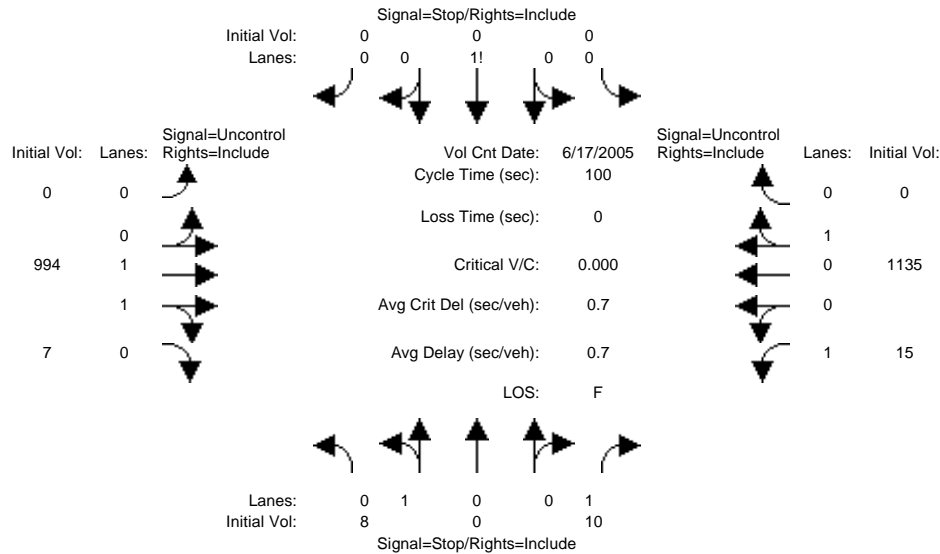 Signal=Stop/Rights=Include
Initial Vol: 0 0 0
Lanes: 0 0 1! 0 0
Signal=Uncontrol Signal=Uncontrol
Initial Vol: Lanes: Rights=Include Vol Cnt Date: 6/17/2005 Rights=Include Lanes: Initial Vol:
Cycle Time (sec): 100
0 0 0 0
Loss Time (sec): 0
0 1
994 1 Critical V/C: 0.000 0 1135
1 Avg Crit Del (sec/veh): 0.7 0
7 0 Avg Delay (sec/veh): 0.7 1 15
LOS: F
Lanes: 0 1 0 0 1
Initial Vol: 8 0 10
Signal=Stop/Rights=Include